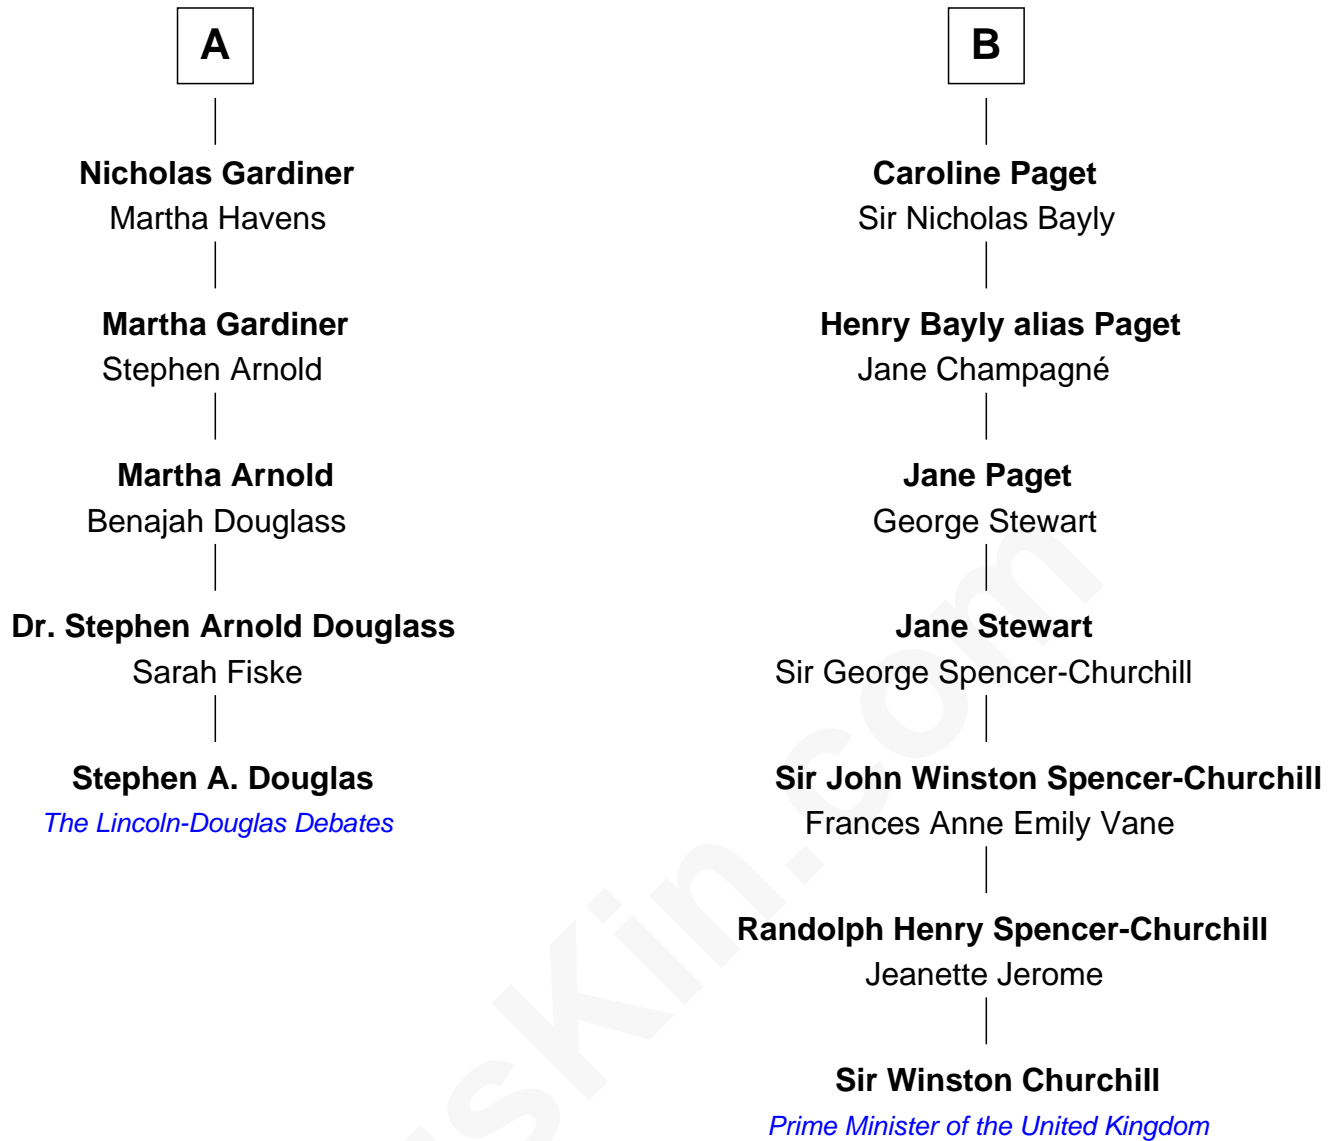 A
Nicholas Gardiner
Martha Havens
Martha Gardiner
Stephen Arnold
Martha Arnold
Benajah Douglass
Dr. Stephen Arnold Douglass
Sarah Fiske
Stephen A. Douglas
The Lincoln-Douglas Debates
B
Caroline Paget
Sir Nicholas Bayly
Henry Bayly alias Paget
Jane Champagné
Jane Paget
George Stewart
Jane Stewart
Sir George Spencer-Churchill
Sir John Winston Spencer-Churchill
Frances Anne Emily Vane
Randolph Henry Spencer-Churchill
Jeanette Jerome
Sir Winston Churchill
Prime Minister of the United Kingdom
sKin.com